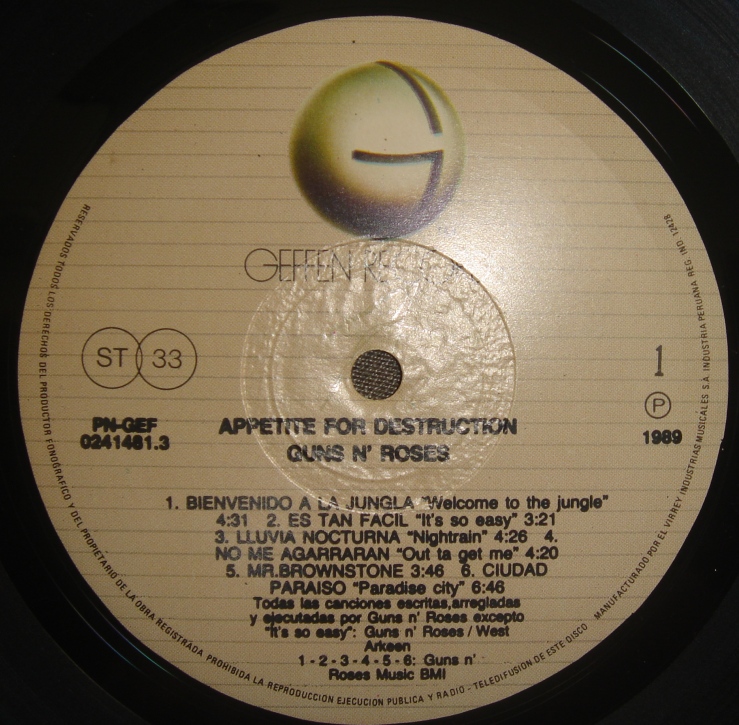 GEFFEN
ST 33
1
P
PN-GEF
0241461.3
1989
APPETITE FOR DESTRUCTION
GUNS N' ROSES
1. BIENVENIDO A LA JUNGLA "Welcome to the jungle"
4:31 2. ES TAN FACIL "It's so easy" 3:21
3. LLUVIA NOCTURNA "Nightrain" 4:26 4.
NO ME AGARRARAN "Out ta get me" 4:20
5. MR.BROWNSTONE 3:46 6. CIUDAD
PARAISO "Paradise city" 6:46
Todas las canciones escritas,arregladas
y ejecutadas por Guns n' Roses excepto
"It's so easy": Guns n' Roses / West
Arkeen
1 - 2 - 3 - 4 - 5 - 6: Guns n'
Roses Music BMI
RESERVADOS TODOS LOS DERECHOS DEL PRODUCTOR FONOGRAFICO Y DEL PROPIETARIO DE LA OBRA REGISTRADA PROHIBIDA LA REPRODUCCION EJECUCION PUBLICA Y RADIO - TELEDIFUSION DE ESTE DISCO MANUFACTURADO POR EL VIRREY INDUSTRIAS MUSICALES S.A. INDUSTRIA PERUANA REG. IND. 12428